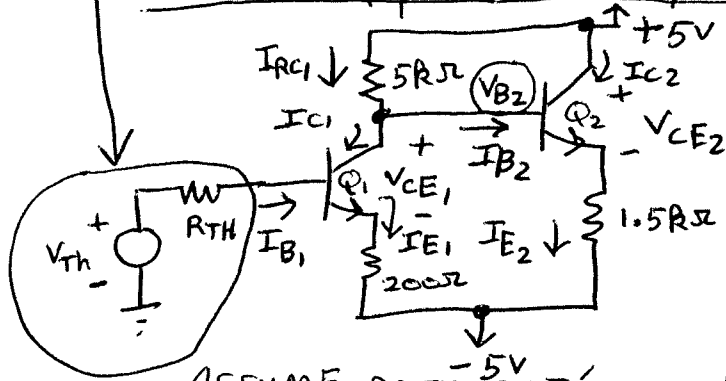 +5V
I_RC1 5kΩ I_C2
V_B2
I_C1 + Q2 +
+ I_B2 - V_CE2
Q1 V_CE1
+ R_TH I_B1 - I_E1 I_E2 1.5kΩ
V_Th
- 200Ω
-5V
ASSUME